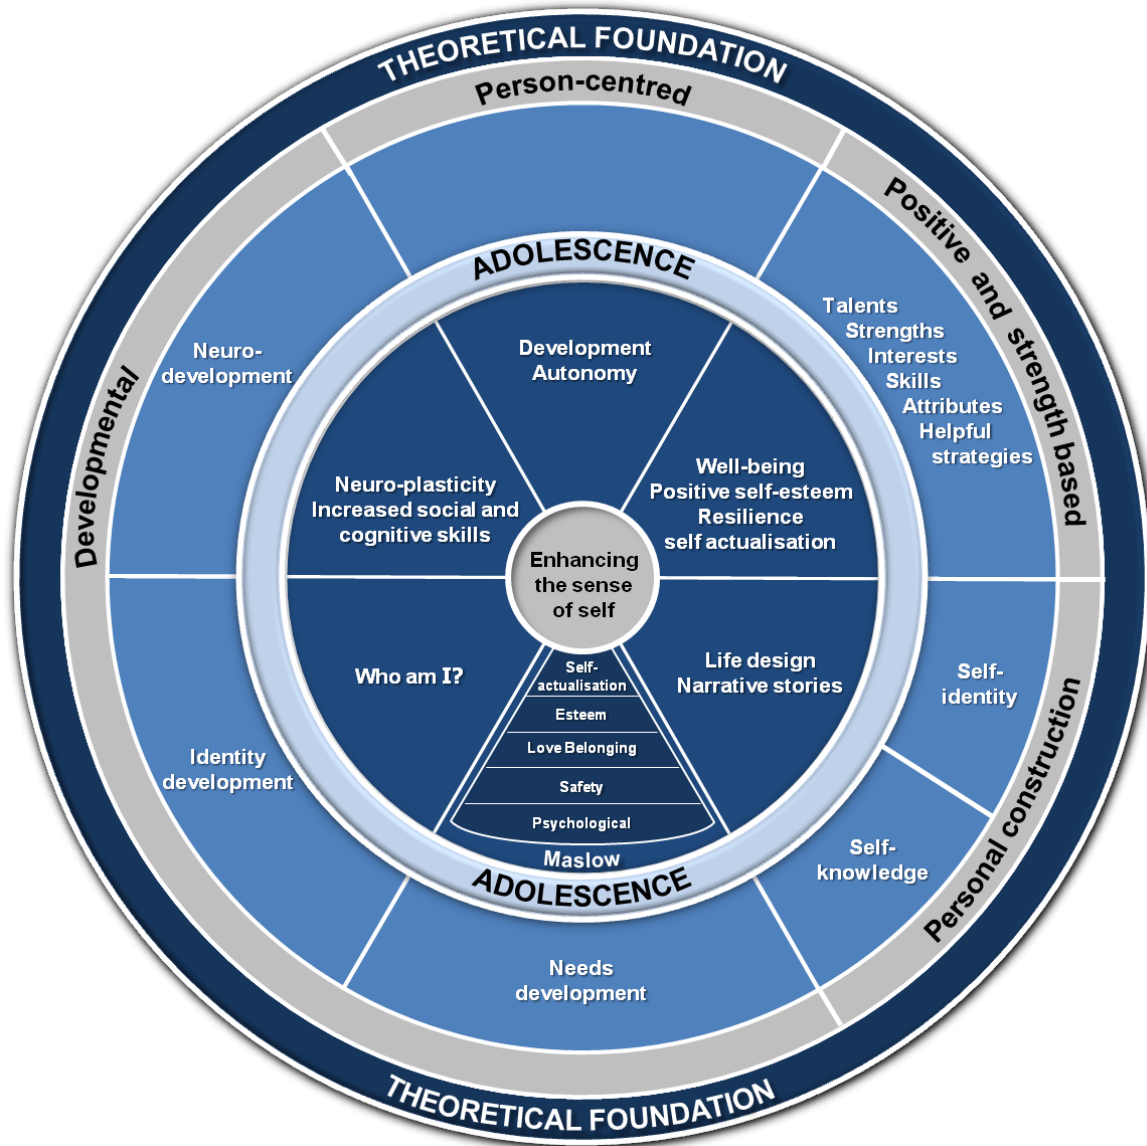 THEORETICAL FOUNDATION
Person-centred
Positive and strength based
Developmental
Personal construction
ADOLESCENCE
Talents
Strengths
Interests
Skills
Attributes
Helpful
strategies
Neuro-
development
Development
Autonomy
Neuro-plasticity
Increased social and
cognitive skills
Well-being
Positive self-esteem
Resilience
self actualisation
Enhancing
the sense
of self
Who am I?
Life design
Narrative stories
Self-
identity
Self-
actualisation
Esteem
Love Belonging
Safety
Psychological
Maslow
Identity
development
Self-
knowledge
ADOLESCENCE
Needs
development
THEORETICAL FOUNDATION